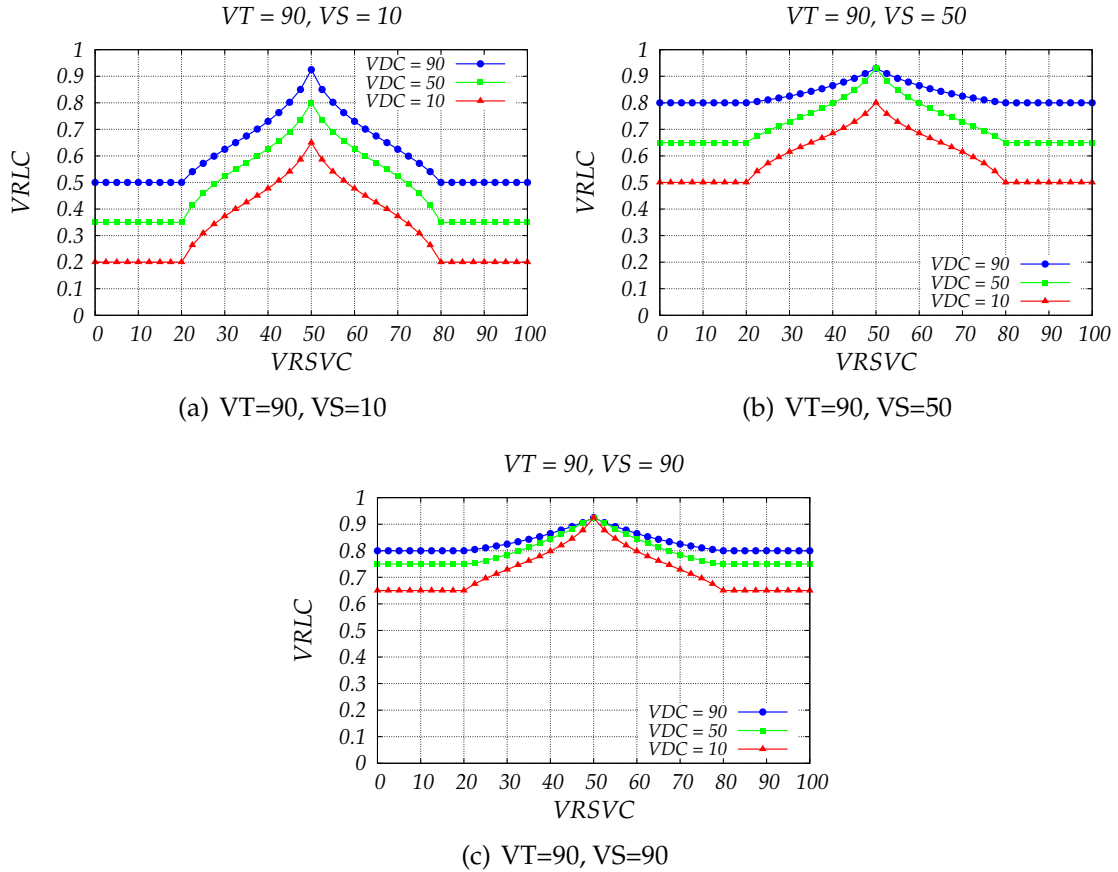 VT = 90, VS = 10
1
0.9
0.8
0.7
0.6
0.5
0.4
0.3
0.2
0.1
VRLC
VDC = 90
VDC = 50
VDC = 10
0 10 20 30 40 50 60 70 80 90 100
VRSVC
(a) VT=90, VS=10
VT = 90, VS = 50
1
0.9
0.8
0.7
0.6
0.5
0.4
0.3
0.2
0.1
VRLC
VDC = 90
VDC = 50
VDC = 10
0 10 20 30 40 50 60 70 80 90 100
VRSVC
(b) VT=90, VS=50
VT = 90, VS = 90
1
0.9
0.8
0.7
0.6
0.5
0.4
0.3
0.2
0.1
0
VRLC
VDC = 90
VDC = 50
VDC = 10
0 10 20 30 40 50 60 70 80 90 100
VRSVC
(c) VT=90, VS=90